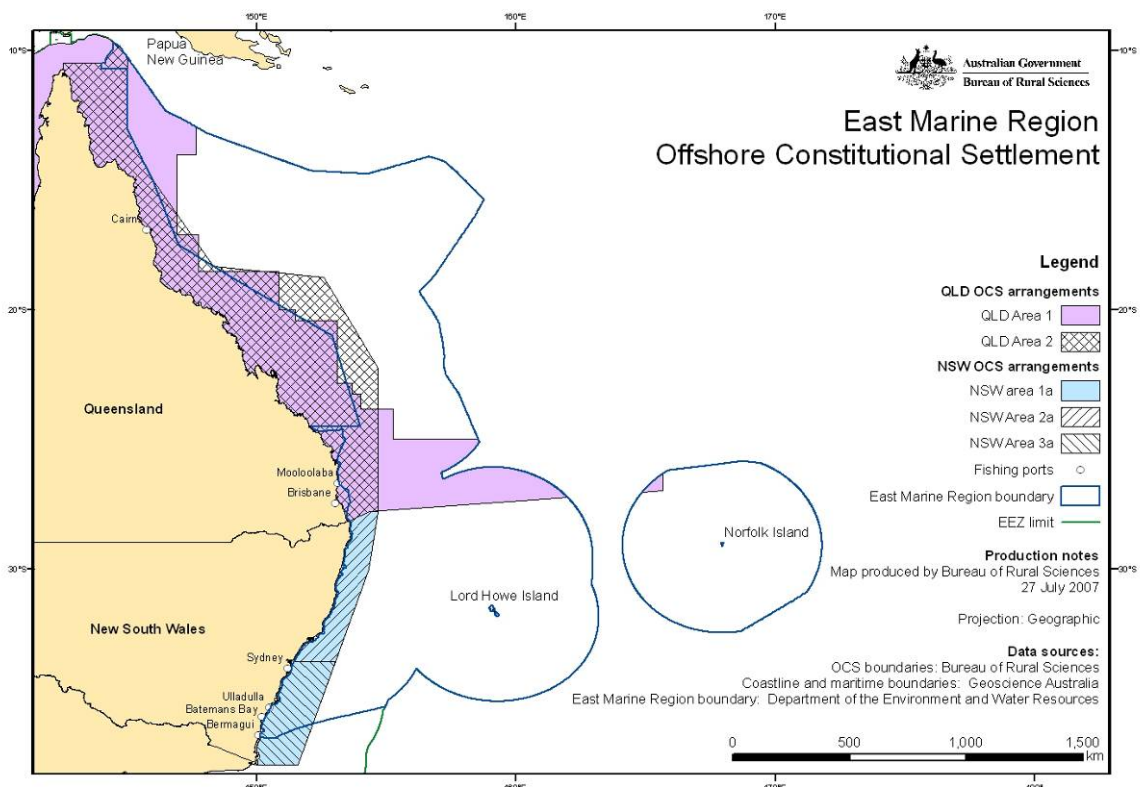 150°E
160°E
170°E
10°S
Papua
New Guinea
10°S
Australian Government
Bureau of Rural Sciences
East Marine Region
Offshore Constitutional Settlement
Cairns
Legend
QLD OCS arrangements
QLD Area 1
20°S
20°S
QLD Area 2
NSW OCS arrangements
NSW area 1a
Queensland
NSW Area 2a
NSW Area 3a
Mooloolaba
Fishing ports
Brisbane
East Marine Region boundary
EEZ limit
Norfolk Island
Production notes
30°S
Map produced by Bureau of Rural Sciences
30°S
27 July 2007
Lord Howe Island
Projection: Geographic
New South Wales
Sydney
Data sources:
OCS boundaries: Bureau of Rural Sciences
Coastline and maritime boundaries: Geoscience Australia
East Marine Region boundary: Department of the Environment and Water Resources
Ulladulla
Batemans Bay
Bermagui
0 500 1,000 1,500
km